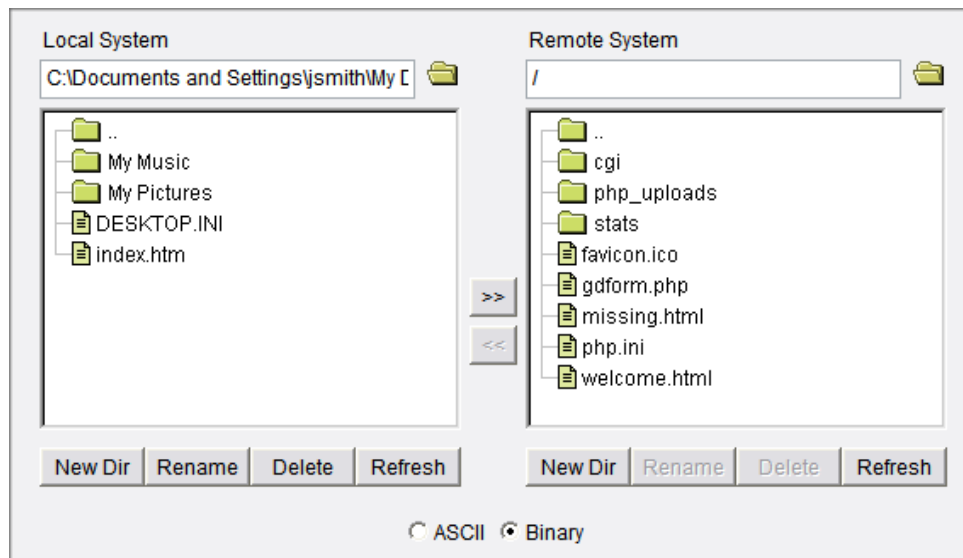 Local System
C:\Documents and Settings\jsmith\My D
..
My Music
My Pictures
DESKTOP.INI
index.htm
>>
<<
Remote System
/
..
cgi
php_uploads
stats
favicon.ico
gdform.php
missing.html
php.ini
welcome.html
New Dir Rename Delete Refresh
New Dir Rename Delete Refresh
ASCII Binary